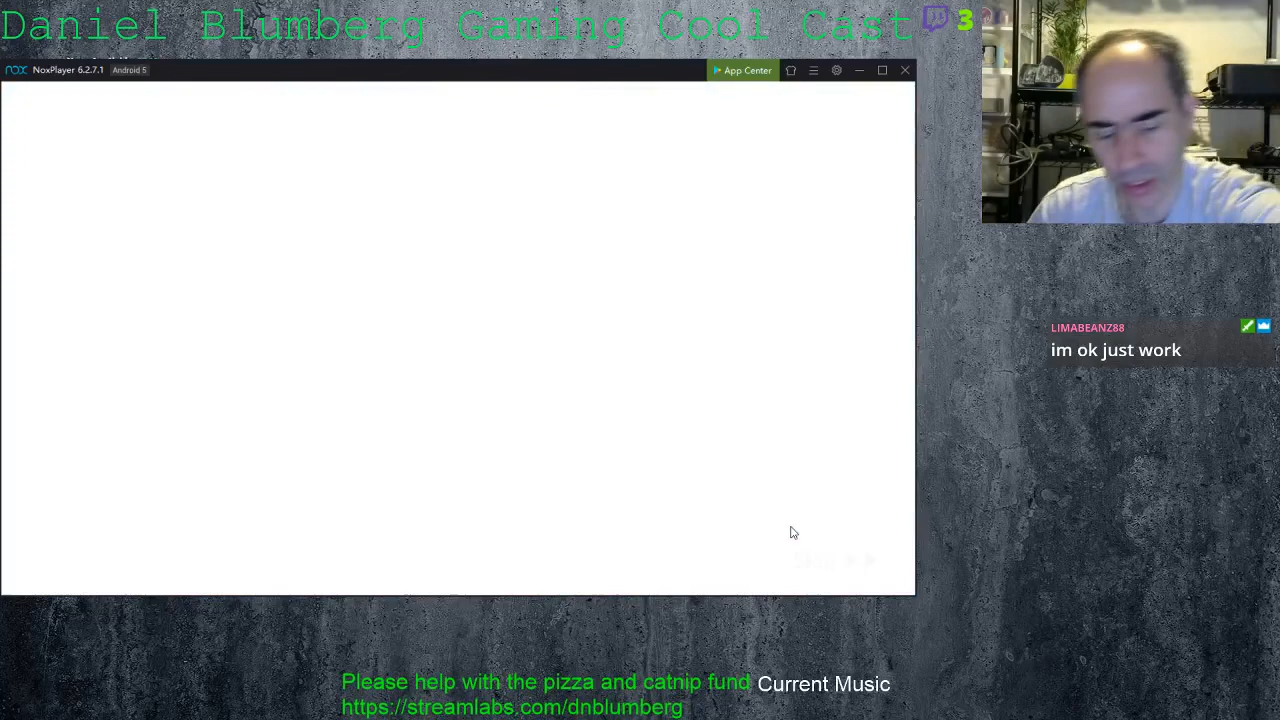 Daniel Blumberg Gaming Cool Cast 3
NoxPlayer 6.2.7.1 Android 5
App Center
LIMABEANZ88
im ok just work
Please help with the pizza and catnip fund
https://streamlabs.com/dnblumberg
Current Music